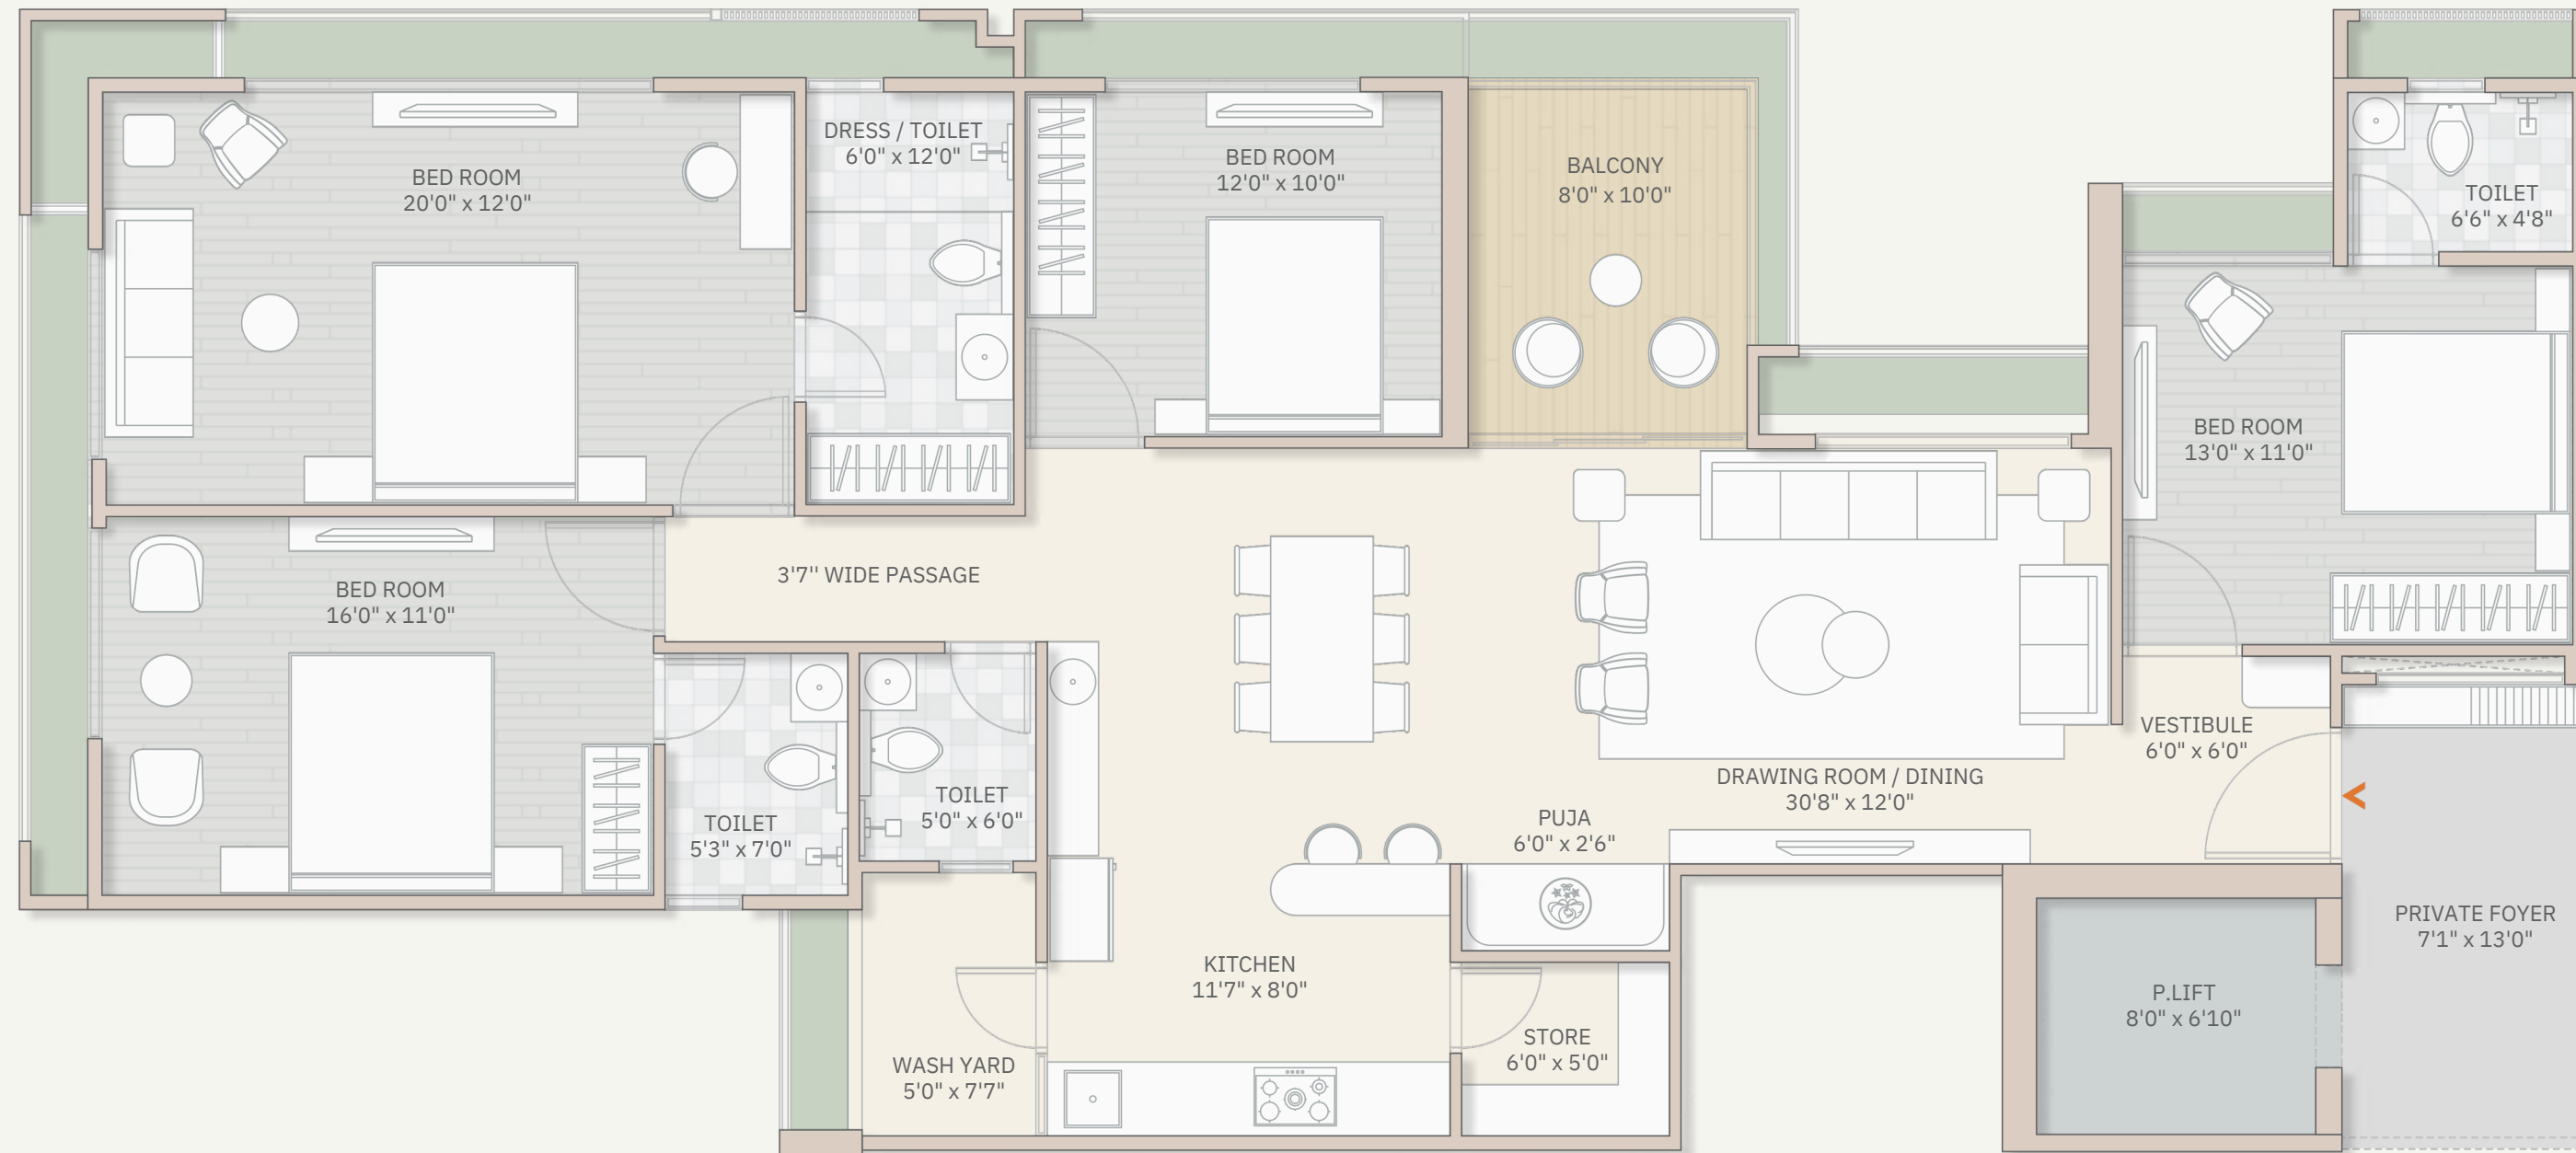 DRESS / TOILET
6'0" x 12'0"
BED ROOM
20'0" x 12'0"
BED ROOM
12'0" x 10'0"
BALCONY
8'0" x 10'0"
TOILET
6'6" x 4'8"
BED ROOM
13'0" x 11'0"
BED ROOM
16'0" x 11'0"
3'7'' WIDE PASSAGE
VESTIBULE
6'0" x 6'0"
DRAWING ROOM / DINING
30'8" x 12'0"
TOILET
5'3" x 7'0"
TOILET
5'0" x 6'0"
PUJA
6'0" x 2'6"
PRIVATE FOYER
7'1" x 13'0"
KITCHEN
11'7" x 8'0"
P.LIFT
8'0" x 6'10"
STORE
6'0" x 5'0"
WASH YARD
5'0" x 7'7"